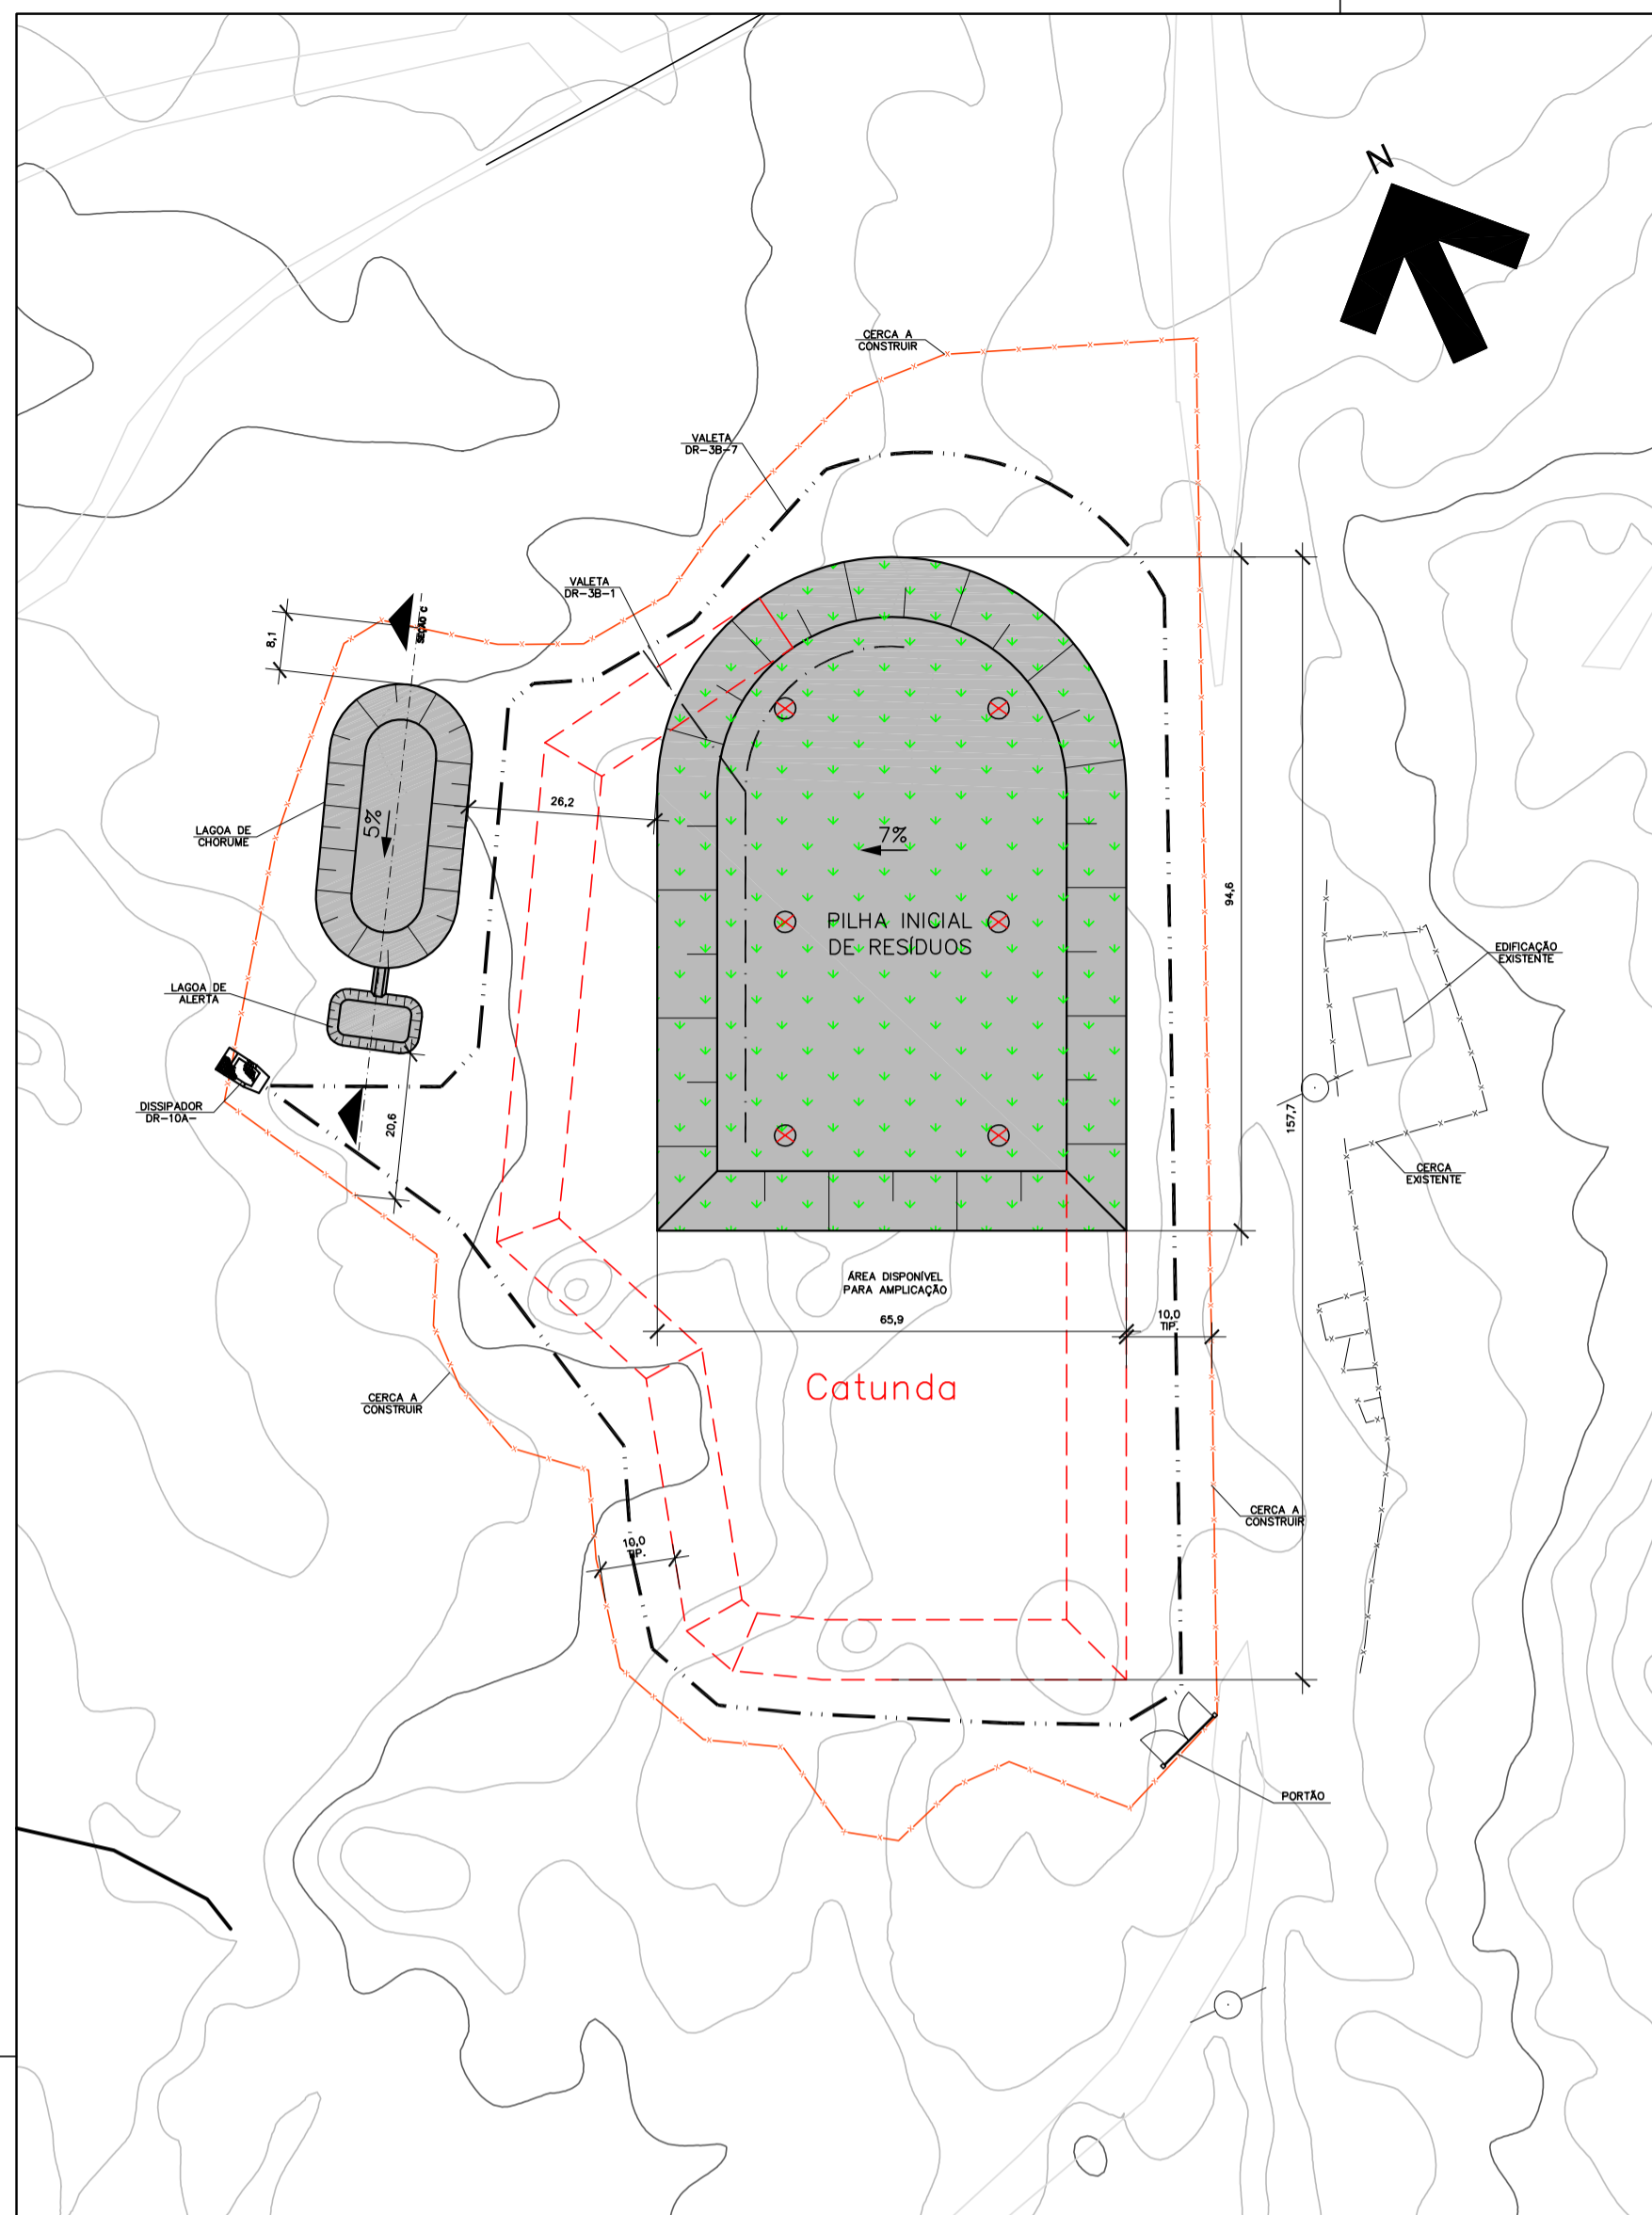 N
CERCA A
CONSTRUIR
VALETA
DR-3B-7
VALETA
DR-3B-1
SEÇÃO C
8,1
26,2
5%
LAGOA DE
CHORUME
7%
94,6
PILHA INICIAL
DE RESÍDUOS
EDIFICAÇÃO
EXISTENTE
LAGOA DE
ALERTA
DISSIPADOR
DR-10A-
20,6
157,7
CERCA
EXISTENTE
ÁREA DISPONÍVEL
PARA AMPLICAÇÃO
65,9
10,0
TIP.
Catunda
CERCA A
CONSTRUIR
CERCA A
CONSTRUIR
10,0
TIP.
PORTÃO